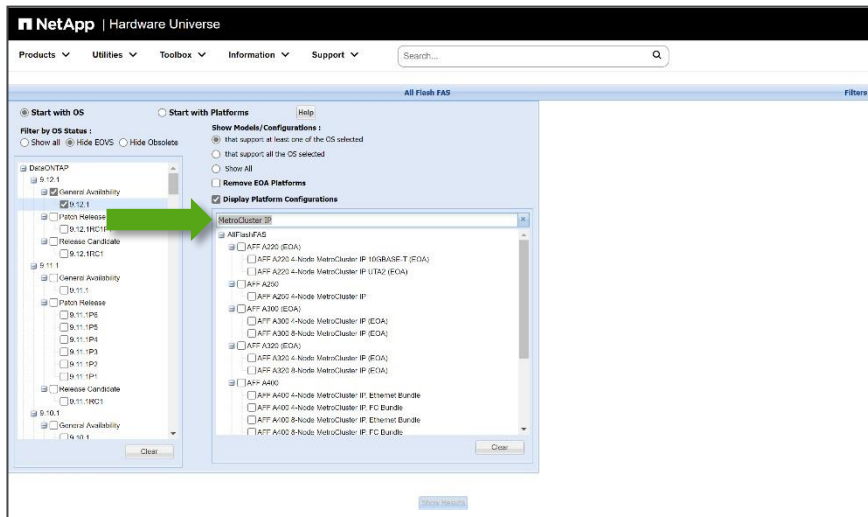 NetApp | Hardware Universe
Products Utilities Toolbox Information Support Search...
All Flash FAS Filters
Start with OS Start with Platforms Help
Filter by OS Status :
Show all Hide EOVS Hide Obsolete
Show Models/Configurations :
that support at least one of the OS selected
that support all the OS selected
Show All
Remove EOA Platforms
Display Platform Configurations
DataONTAP
9.12.1
General Availability
9.12.1
Patch Release
9.12.1RC1P1
Release Candidate
9.12.1RC1
9.11.1
General Availability
9.11.1
Patch Release
9.11.1P6
9.11.1P5
9.11.1P4
9.11.1P3
9.11.1P2
9.11.1P1
Release Candidate
9.11.1RC1
9.10.1
General Availability
9.10.1
Clear
MetroCluster IP
AllFlashFAS
AFF A220 (EOA)
AFF A220 4-Node MetroCluster IP 10GBASE-T (EOA)
AFF A220 4-Node MetroCluster IP UTA2 (EOA)
AFF A250
AFF A250 4-Node MetroCluster IP
AFF A300 (EOA)
AFF A300 4-Node MetroCluster IP (EOA)
AFF A300 8-Node MetroCluster IP (EOA)
AFF A320 (EOA)
AFF A320 4-Node MetroCluster IP (EOA)
AFF A320 8-Node MetroCluster IP (EOA)
AFF A400
AFF A400 4-Node MetroCluster IP, Ethernet Bundle
AFF A400 4-Node MetroCluster IP, FC Bundle
AFF A400 8-Node MetroCluster IP, Ethernet Bundle
AFF A400 8-Node MetroCluster IP, FC Bundle
Clear
Show Results